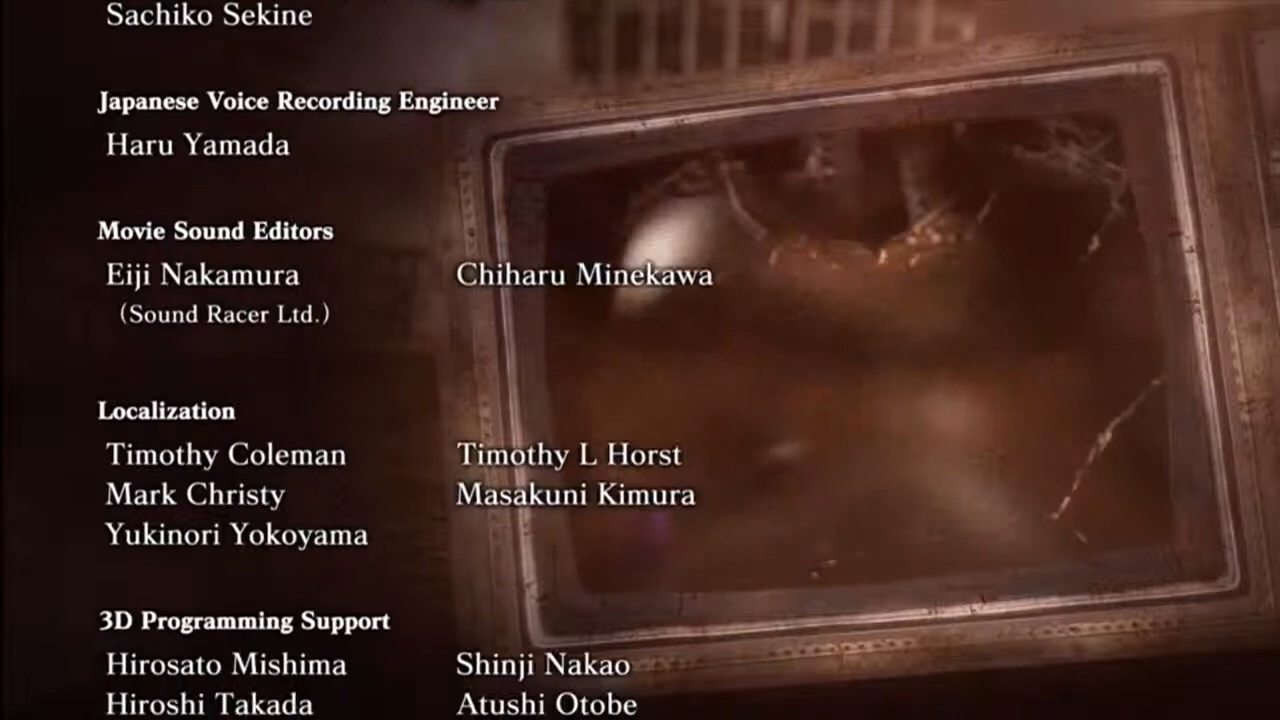 Sachiko Sekine
Japanese Voice Recording Engineer
Haru Yamada
Movie Sound Editors
Eiji Nakamura Chiharu Minekawa
(Sound Racer Ltd.)
Localization
Timothy Coleman Timothy L Horst
Mark Christy Masakuni Kimura
Yukinori Yokoyama
3D Programming Support
Hirosato Mishima Shinji Nakao
Hiroshi Takada Atushi Otobe